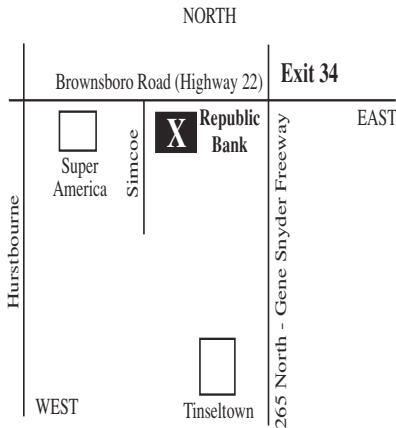 NORTH
Brownsboro Road (Highway 22)
Exit 34
EAST
Super
America
Simcoe
X
Republic
Bank
Hurstbourne
265 North - Gene Snyder Freeway
WEST
Tinseltown